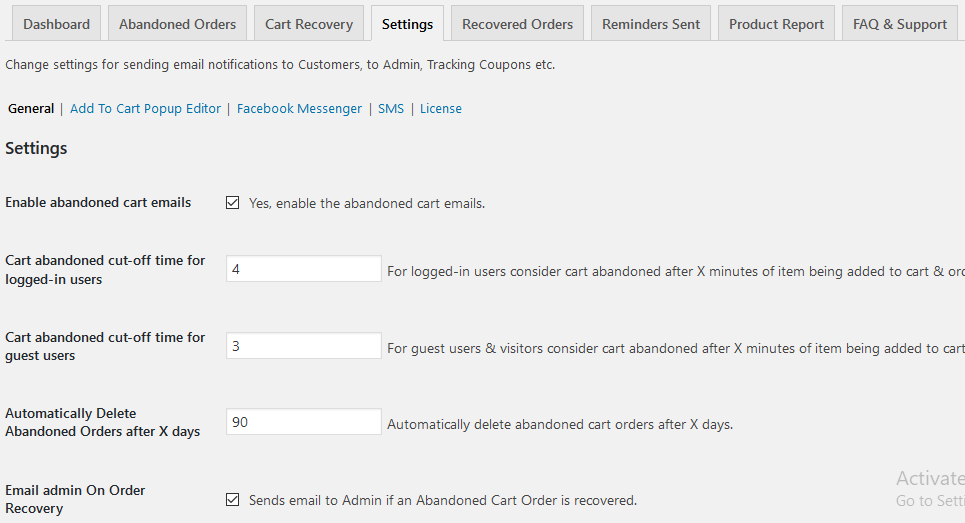 Dashboard Abandoned Orders Cart Recovery Settings Recovered Orders Reminders Sent Product Report FAQ & Support
Change settings for sending email notifications to Customers, to Admin, Tracking Coupons etc.
General | Add To Cart Popup Editor | Facebook Messenger | SMS | License
Settings
Enable abandoned cart emails Yes, enable the abandoned cart emails.
Cart abandoned cut-off time for
logged-in users
4 For logged-in users consider cart abandoned after X minutes of item being added to cart &
Cart abandoned cut-off time for
guest users
3 For guest users & visitors consider cart abandoned after X minutes of item being added to cart
Automatically Delete
Abandoned Orders after X days
90 Automatically delete abandoned cart orders after X days.
Email admin On Order
Recovery
Sends email to Admin if an Abandoned Cart Order is recovered.
Activate
Go to